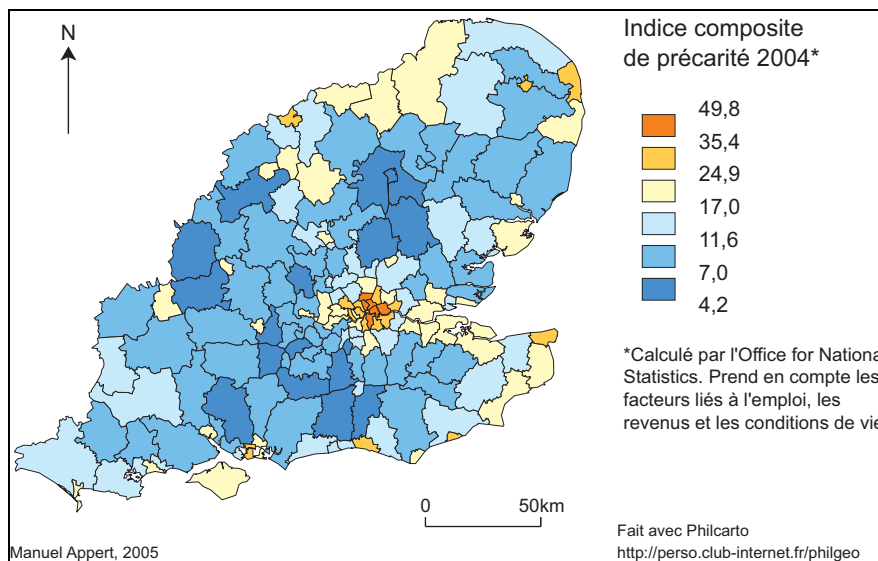 N
Indice composite
de précarité 2004*
49,8
35,4
24,9
17,0
11,6
7,0
4,2
*Calculé par l'Office for Nationa
Statistics. Prend en compte les
facteurs liés à l'emploi, les
revenus et les conditions de vie
0 50km
Fait avec Philcarto
Manuel Appert, 2005
http://perso.club-internet.fr/philgeo